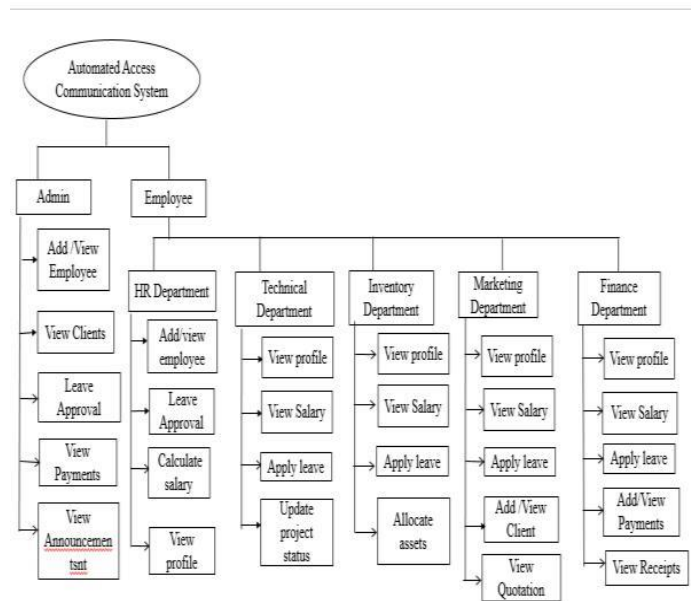 Automated Access
Communication System
Admin
Employee
Add /View
Employee
View Clients
Leave
Approval
View
Payments
View
Announcemen
tsnt
HR Department
Add/view
employee
Leave
Approval
Calculate
salary
View
profile
Technical
Department
View profile
View Salary
Apply leave
Update
project
status
Inventory
Department
View profile
View Salary
Apply leave
Allocate
assets
Marketing
Department
View profile
View Salary
Apply leave
Add /View
Client
View
Quotation
Finance
Department
View profile
View Salary
Apply leave
Add/View
Payments
View Receipts